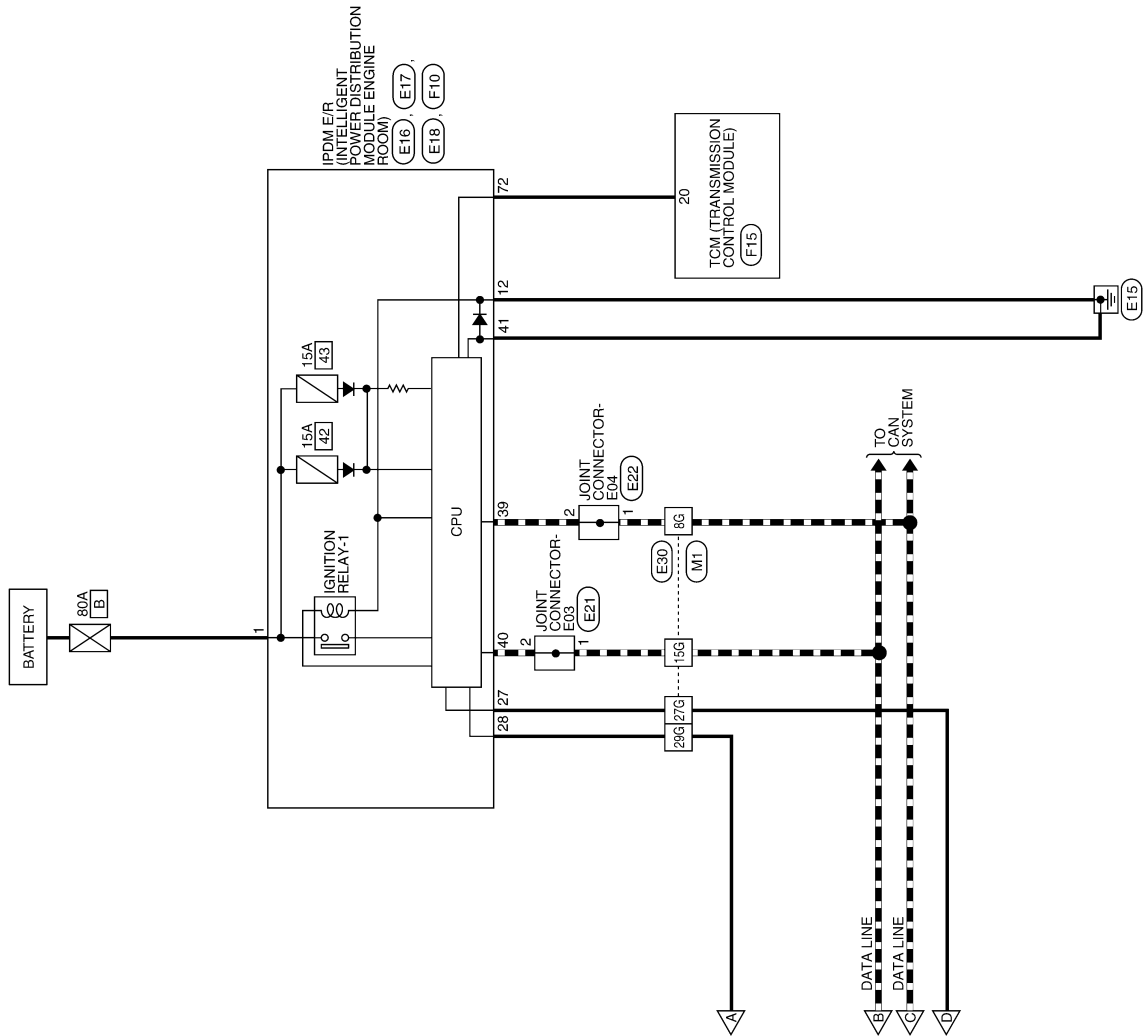 BATTERY
80A
B
1
IPDM E/R
(INTELLIGENT
POWER DISTRIBUTION
MODULE ENGINE
ROOM)
E16 , E17 ,
E18 , F10
IGNITION
RELAY-1
15A
42
15A
43
CPU
28
27
40
39
41
12
72
20
TCM (TRANSMISSION
CONTROL MODULE)
F15
JOINT
CONNECTOR-
E03
E21
2
1
JOINT
CONNECTOR-
E04
E22
2
1
29G
27G
15G
8G
E30
M1
E15
TO
CAN
SYSTEM
DATA LINE
DATA LINE
A
B
C
D